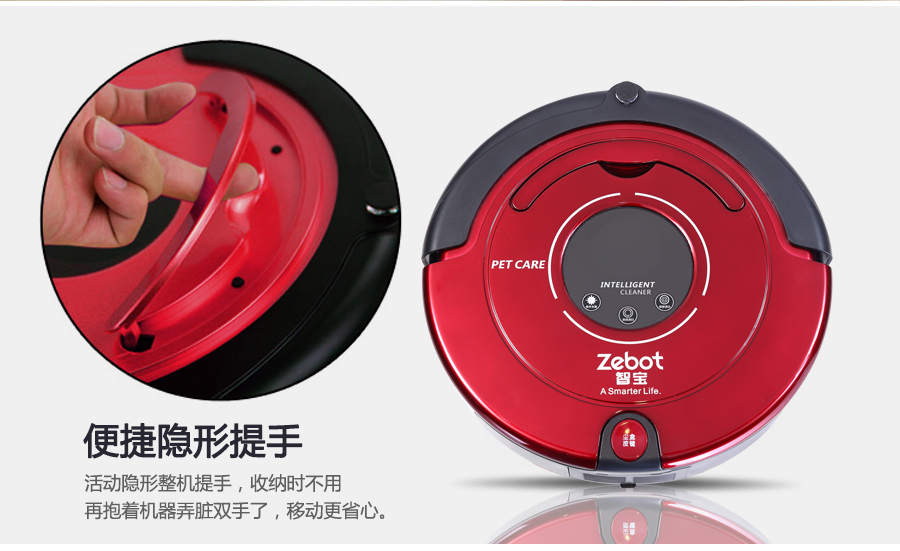 便捷隐形提手
活动隐形整机提手，收纳时不用
再抱着机器弄脏双手了，移动更省心。
PET CARE
INTELLIGENT
CLEANER
Zebot
智宝
A Smarter Life.